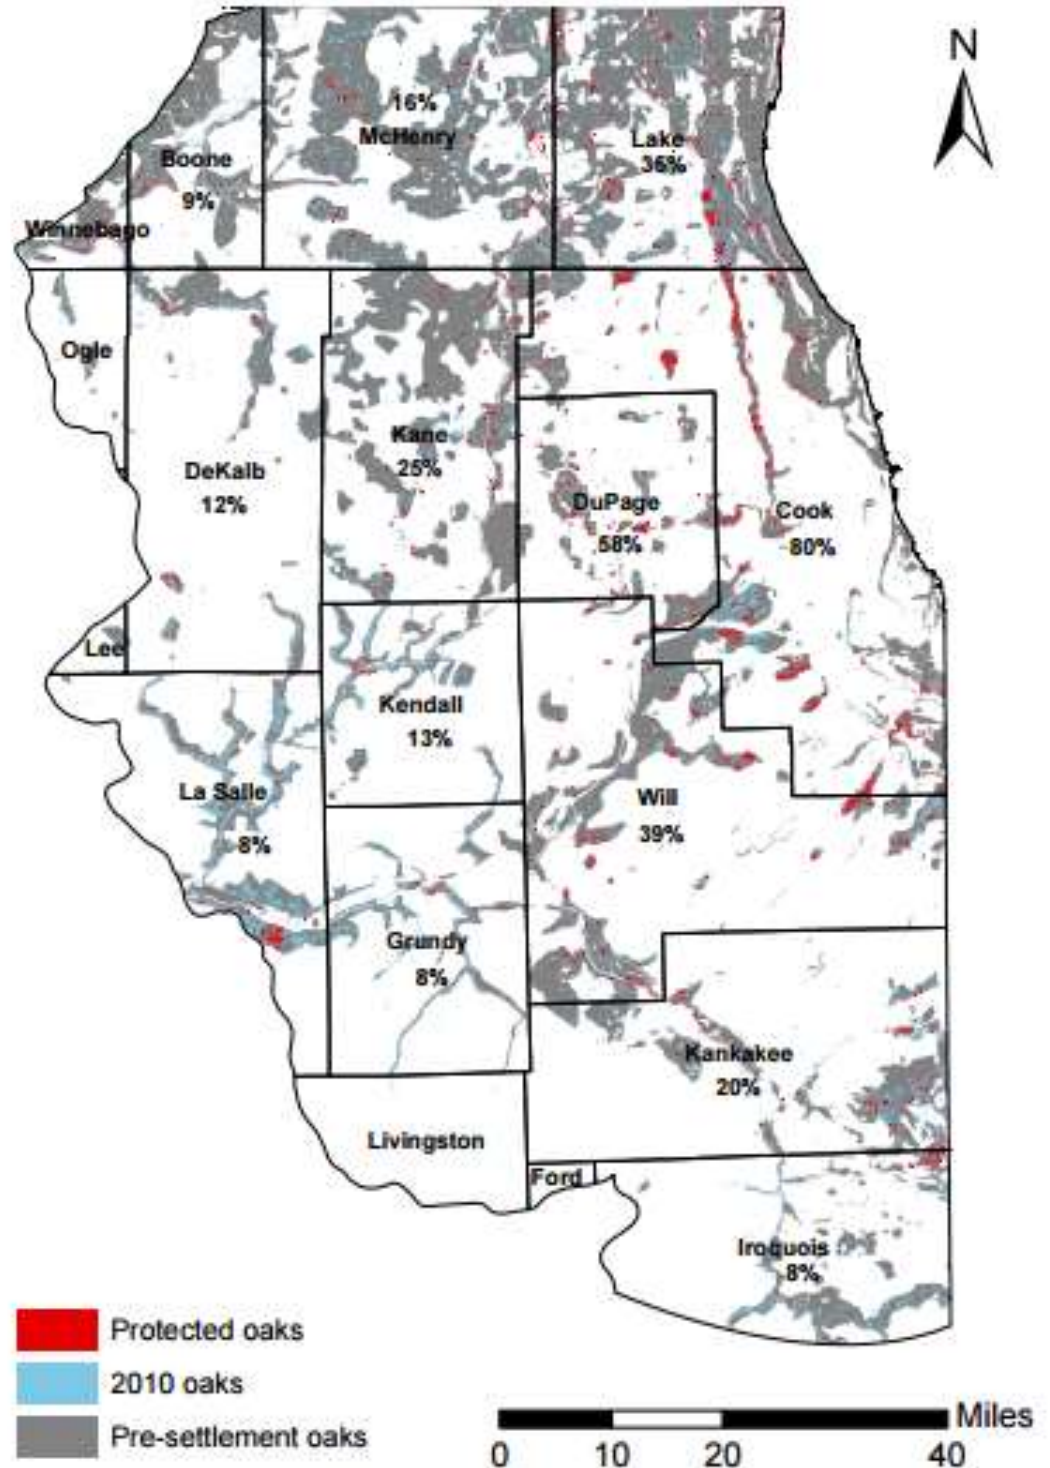 N
16%
McHenry
Lake
36%
Boone
9%
Winnebago
Ogle
Kane
25%
DeKalb
12%
DuPage
58%
Cook
80%
Lee
Kendall
13%
La Salle
8%
Will
39%
Grundy
8%
Kankakee
20%
Livingston
Ford
Iroquois
8%
Protected oaks
2010 oaks
Pre-settlement oaks
Miles
0 10 20 40